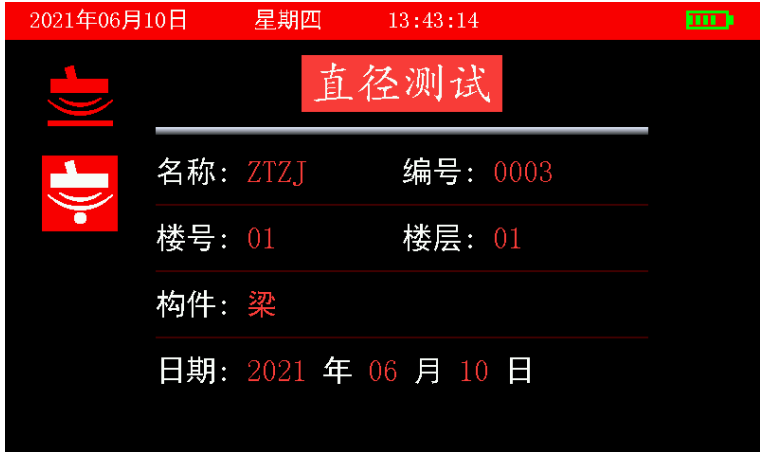 2021年06月10日 星期四 13:43:14
直径测试
名称: ZTZJ 编号: 0003
楼号: 01 楼层: 01
构件: 梁
日期: 2021 年 06 月 10 日